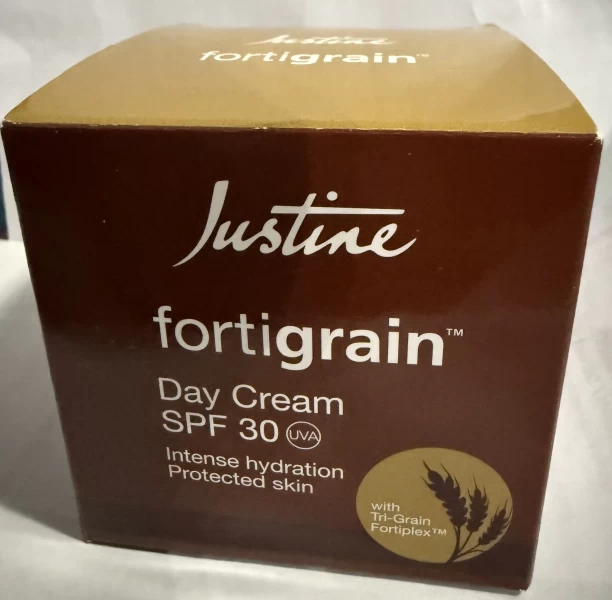 Justine
fortigrain™
Justine
fortigrain™
Day Cream
SPF 30 UVA
Intense hydration
Protected skin
with
Tri-Grain
Fortiplex™